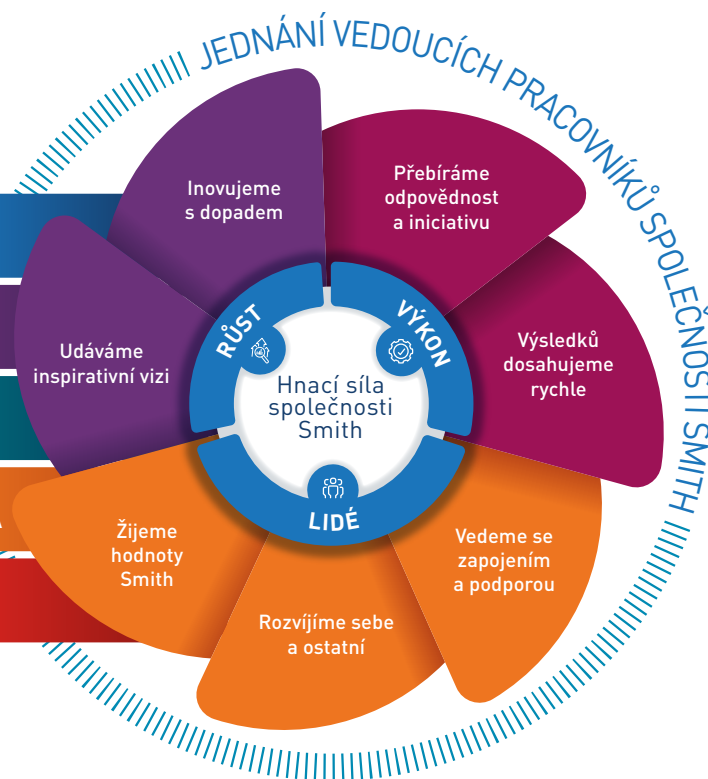 JEDNÁNÍ VEDOUCÍCH PRACOVNÍKŮ SPOLEČNOSTI SMITH
Inovujeme
s dopadem
Přebíráme
odpovědnost
a iniciativu
Udáváme
inspirativní vizi
RŮST
VÝKON
Výsledků
dosahujeme
rychle
Hnací síla
společnosti
Smith
LIDÉ
Žijeme
hodnoty
Smith
Vedeme se
zapojením
a podporou
Rozvíjíme sebe
a ostatní